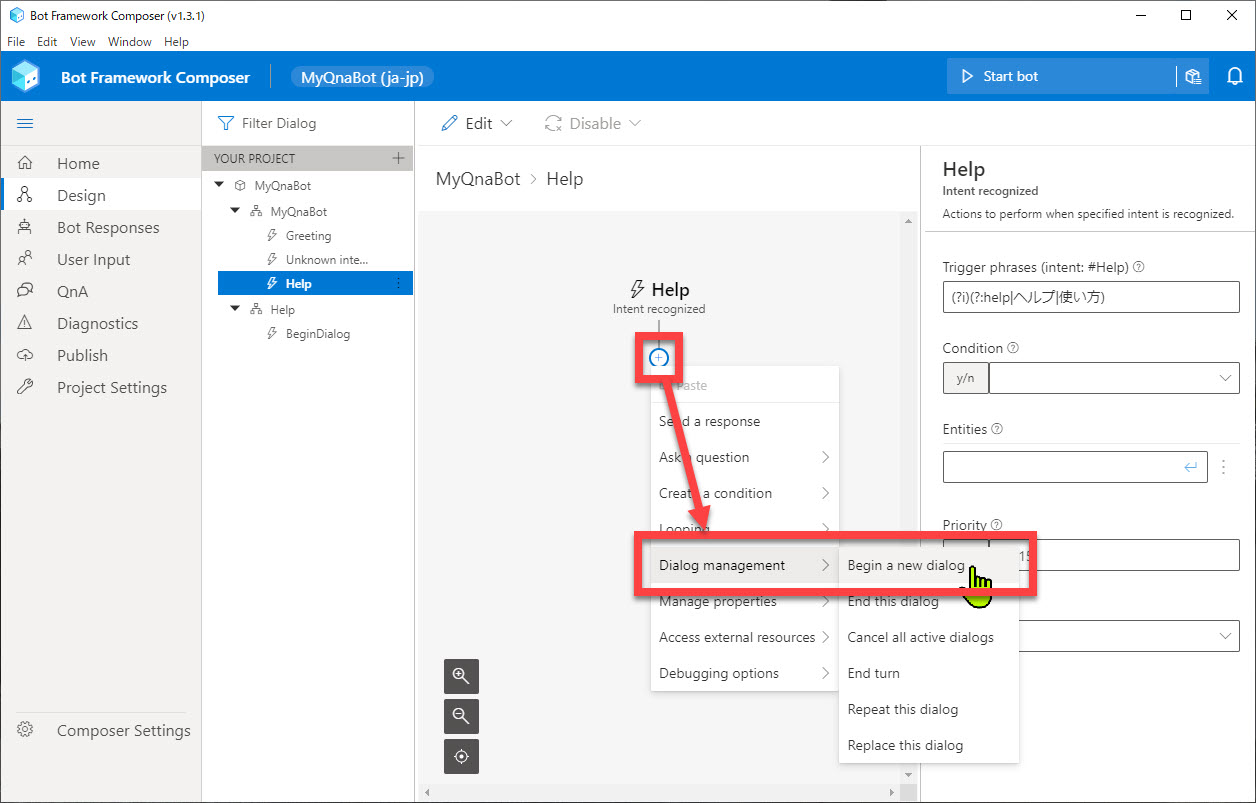 Bot Framework Composer (v1.3.1)
File Edit View Window Help
Bot Framework Composer
MyQnaBot (ja-jp)
Start bot
Home
Design
Bot Responses
User Input
QnA
Diagnostics
Publish
Project Settings
Composer Settings
Filter Dialog
YOUR PROJECT
MyQnaBot
MyQnaBot
Greeting
Unknown inte...
Help
Help
BeginDialog
Edit
Disable
MyQnaBot > Help
Help
Intent recognized
Paste
Send a response
Ask a question
Create a condition
Looping
Dialog management
Manage properties
Access external resources
Debugging options
Begin a new dialog
End this dialog
Cancel all active dialogs
End turn
Repeat this dialog
Replace this dialog
Help
Intent recognized
Actions to perform when specified intent is recognized.
Trigger phrases (intent: #Help)
(?i)(?:help|ヘルプ|使い方)
Condition
y/n
Entities
Priority